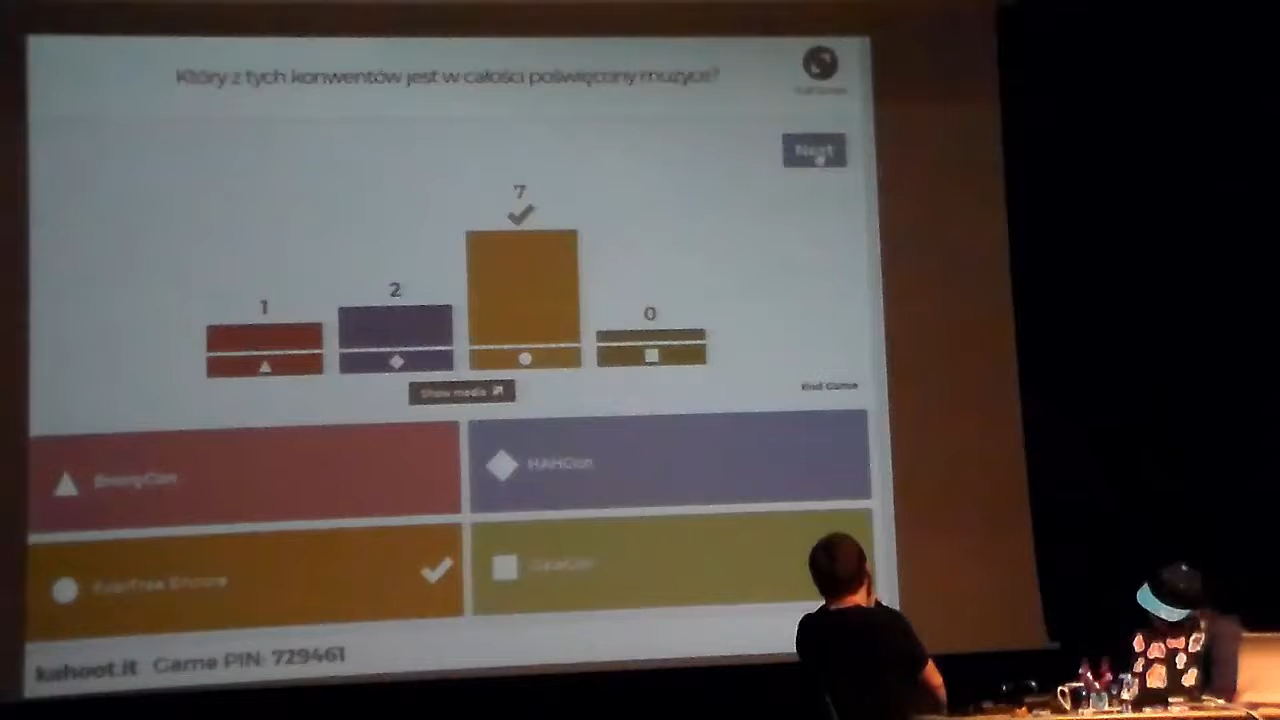 Który z tych konwentów jest w całości poświęcony muzyce?
Next
7
1
2
0
Show media
End Game
HAHCon
kahoot.it Game PIN: 729461